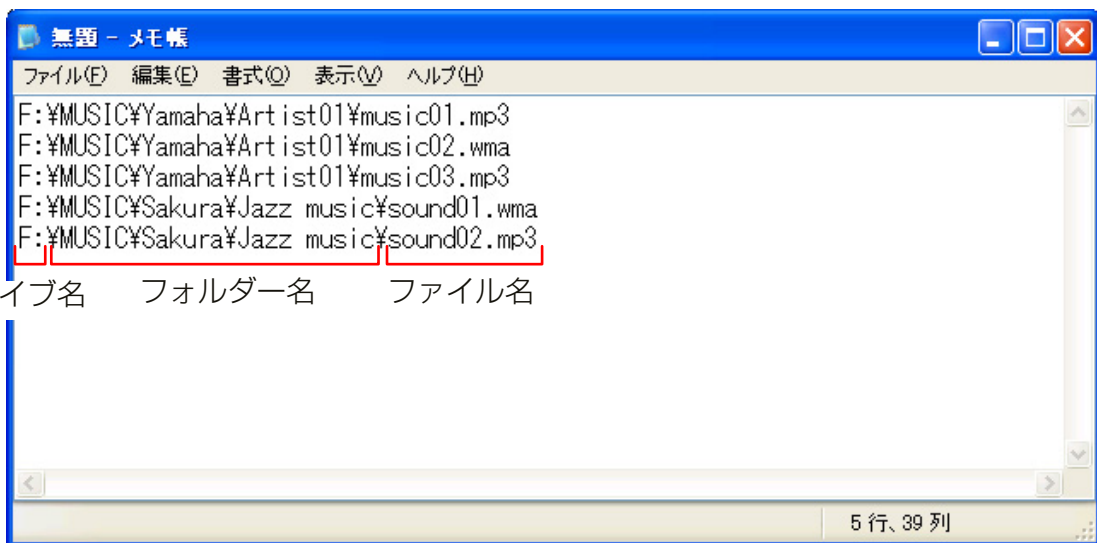 無題 - メモ帳
ファイル(F) 編集(E) 書式(O) 表示(V) ヘルプ(H)
F:¥MUSIC¥Yamaha¥Artist01¥music01.mp3
F:¥MUSIC¥Yamaha¥Artist01¥music02.wma
F:¥MUSIC¥Yamaha¥Artist01¥music03.mp3
F:¥MUSIC¥Sakura¥Jazz music¥sound01.wma
F:¥MUSIC¥Sakura¥Jazz music¥sound02.mp3
イブ名 フォルダー名 ファイル名
5 行、39 列